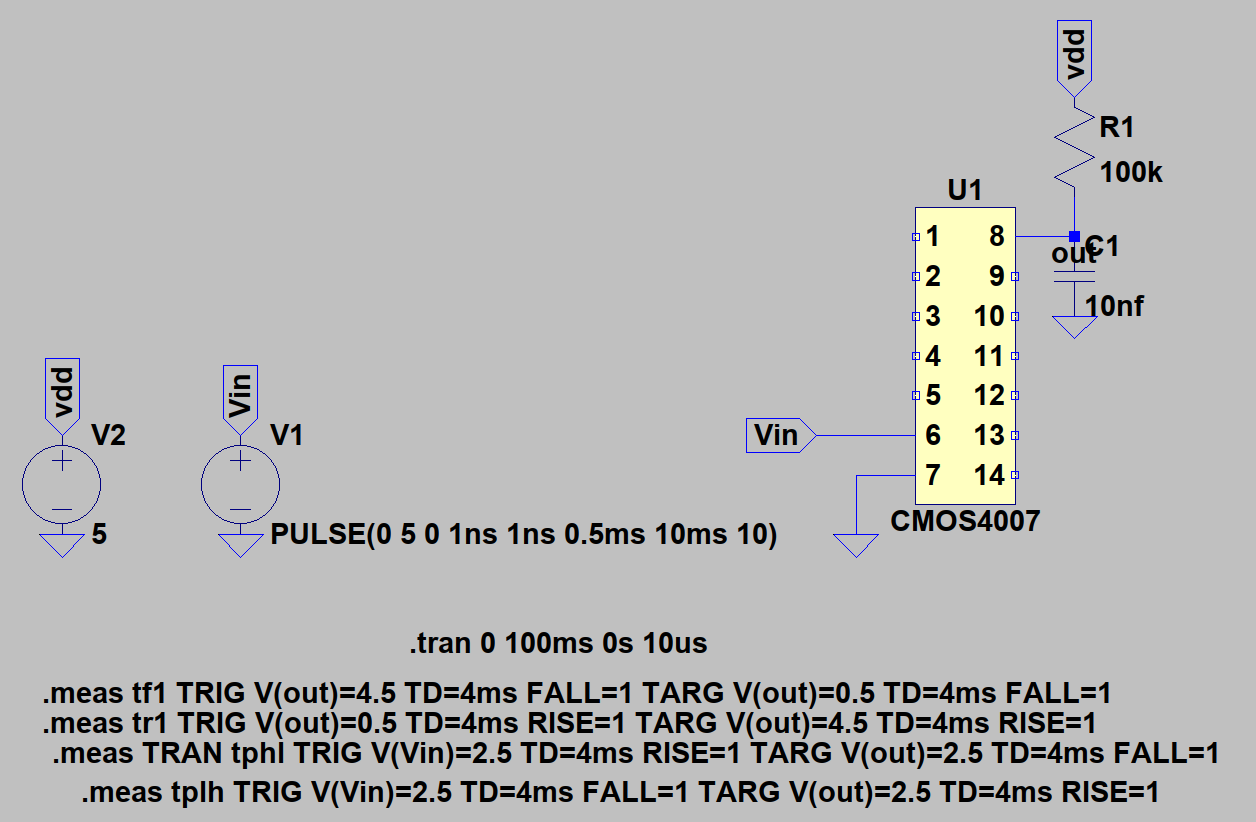 vdd
R1
100k
U1
1 8
out
C1
2 9
3 10
10nf
4 11
5 12
6 13
7 14
CMOS4007
Vin
vdd
V2
5
Vin
V1
PULSE(0 5 0 1ns 1ns 0.5ms 10ms 10)
.tran 0 100ms 0s 10us
.meas tf1 TRIG V(out)=4.5 TD=4ms FALL=1 TARG V(out)=0.5 TD=4ms FALL=1
.meas tr1 TRIG V(out)=0.5 TD=4ms RISE=1 TARG V(out)=4.5 TD=4ms RISE=1
.meas TRAN tphl TRIG V(Vin)=2.5 TD=4ms RISE=1 TARG V(out)=2.5 TD=4ms FALL=1
.meas tplh TRIG V(Vin)=2.5 TD=4ms FALL=1 TARG V(out)=2.5 TD=4ms RISE=1